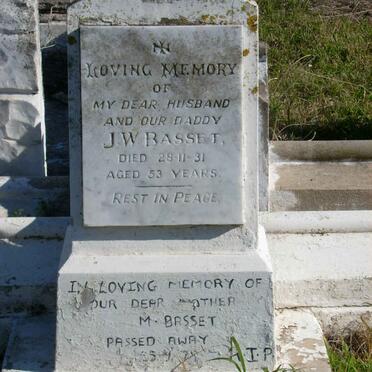 IN
LOVING MEMORY
OF
MY DEAR HUSBAND
AND OUR DADDY
J.W BASSET,
DIED 28-11-31
AGED 53 YEARS.
REST IN PEACE.
IN LOVING MEMORY OF
OUR DEAR MOTHER
M. BASSET
PASSED AWAY